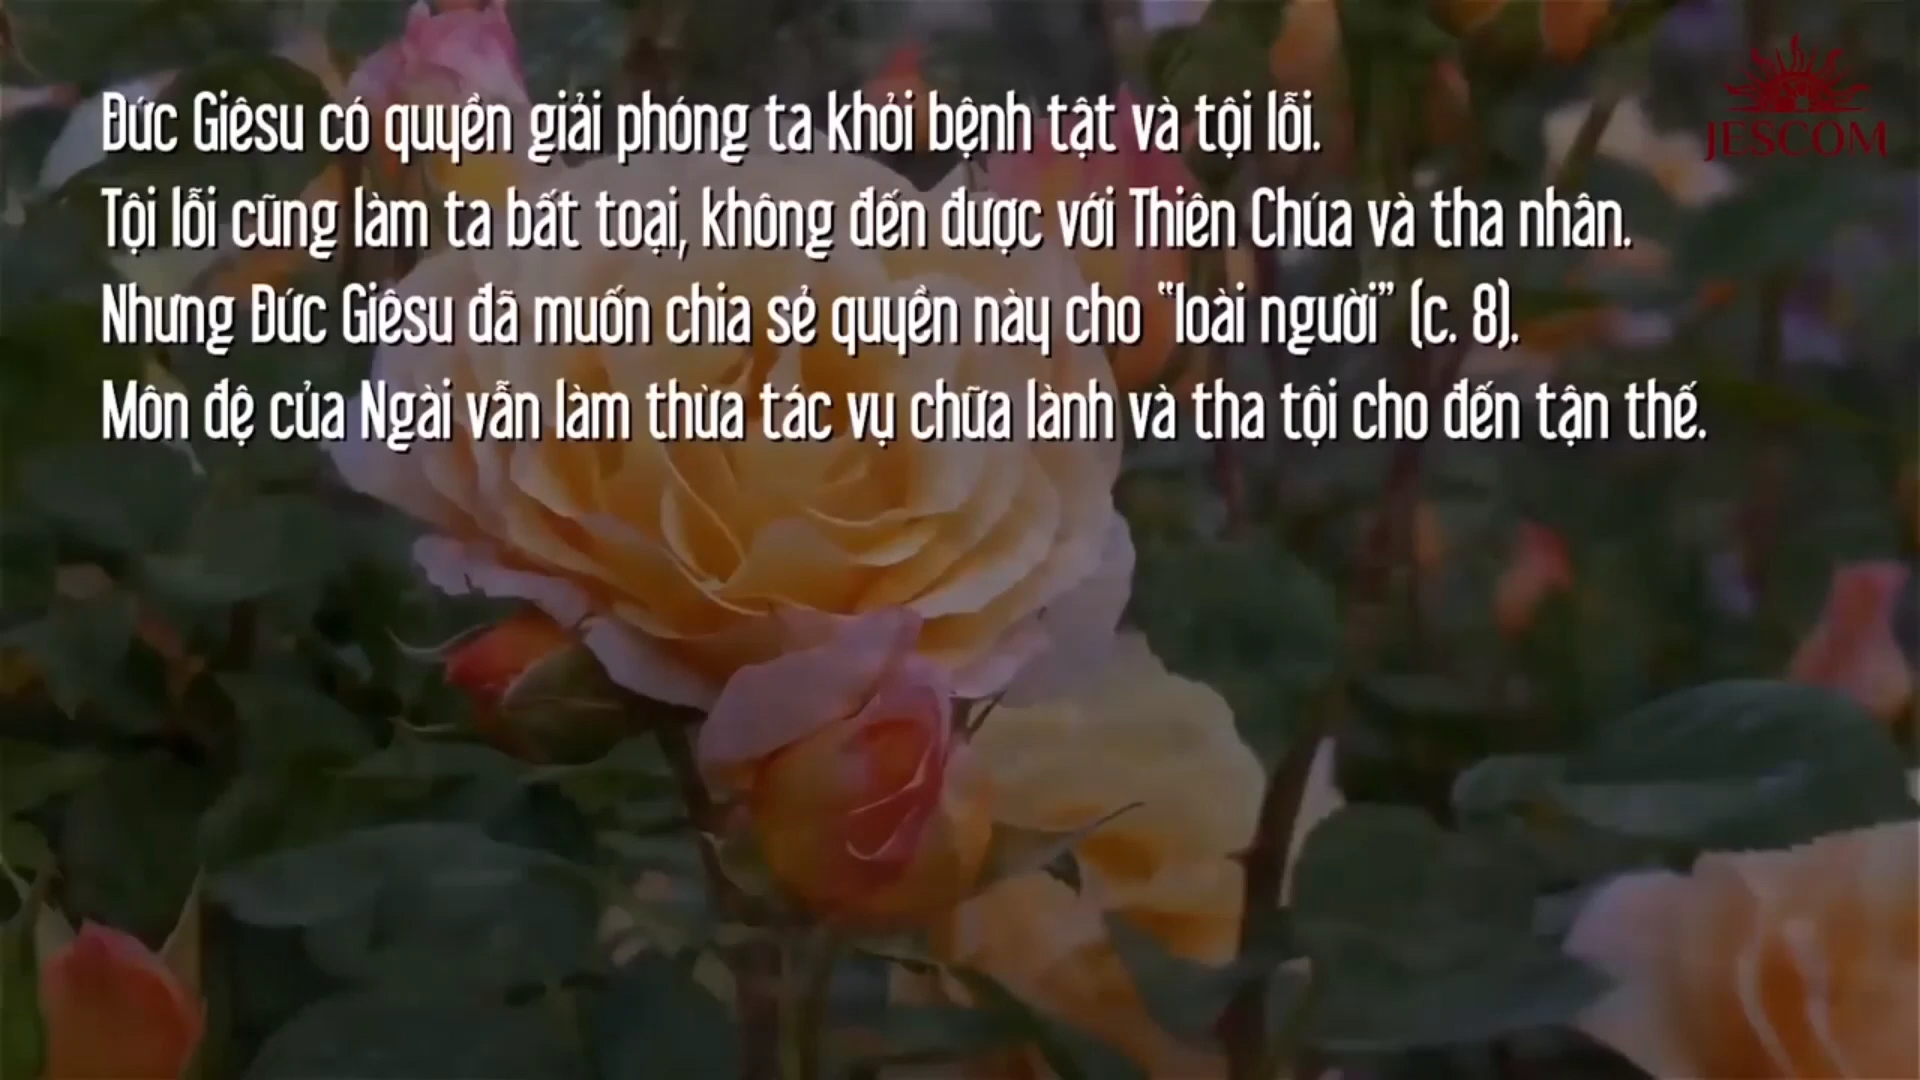 Đức Giêsu có quyền giải phóng ta khỏi bệnh tật và tội lỗi.
Tội lỗi cũng làm ta bất toại, không đến được với Thiên Chúa và tha nhân.
Nhưng Đức Giêsu đã muốn chia sẻ quyền này cho “loài người” (c. 8).
Môn đệ của Ngài vẫn làm thừa tác vụ chữa lành và tha tội cho đến tận thế.
JESCOM